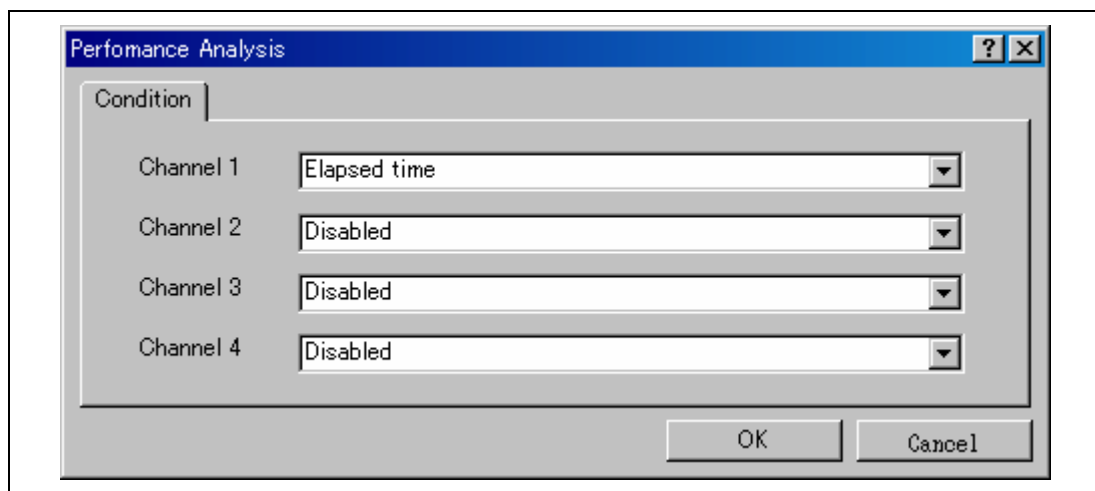 Perfomance Analysis
Condition
Channel 1 Elapsed time
Channel 2 Disabled
Channel 3 Disabled
Channel 4 Disabled
OK Cancel